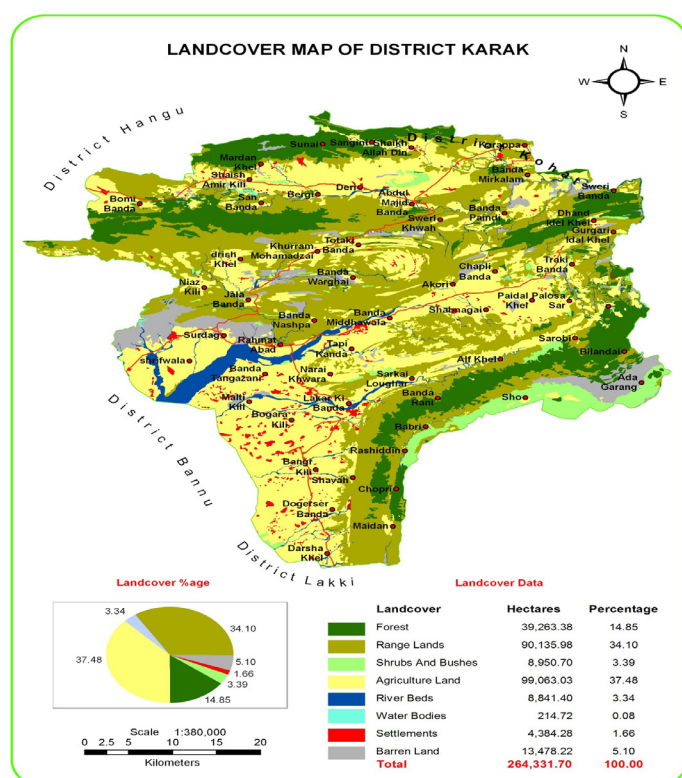 LANDCOVER MAP OF DISTRICT KARAK
N
W
E
S
District Hangu
Sunai
Sangini
Shaikh
Allah Din
Karappa
Mardan
Khel
Shaish
Amir Kili
Banda
Mirkalam
Sweri
Banda
Bomi
Banda
San
Banda
Bergi
Abdul
Majid
Banda
Sweri
Khwah
Banda
Paindi
Dhand
Idel Khel
Gurgari
Idal Khel
Totaki
Banda
Khurram
Mohamadzai
drish
Khel
Banda
Warghai
Chapli
Banda
Traki
Banda
Niaz
Kili
Jala
Banda
Akori
Paidal
Khel
Palosa
Sar
Banda
Nashpa
Banda
Middhawala
Shalmagai
Surdag
Rahmat
Abad
Tapi
Kanda
Sarobi
Bilandai
shnfwala
Banda
Tangazani
Narai
Khwara
Sarkai
Loughar
Alf Khel
Ada
Garang
Malti
Kill
Lakar Ki
Banda
Banda
Rani
Sho
Bogara
Kili
Babri
Rashiddin
Bangi
Kili
Shavah
Chopri
Dogerser
Banda
Maidan
Darsha
Khel
District Bannu
District Lakki
Landcover %age
3.34
34.10
37.48
5.10
1.66
3.39
14.85
Scale 1:380,000
0 2.5 5 10 15 20
Kilometers
Landcover Data
Landcover Hectares Percentage
Forest 39,263.38 14.85
Range Lands 90,135.98 34.10
Shrubs And Bushes 8,950.70 3.39
Agriculture Land 99,063.03 37.48
River Beds 8,841.40 3.34
Water Bodies 214.72 0.08
Settlements 4,384.28 1.66
Barren Land 13,478.22 5.10
Total 264,331.70 100.00